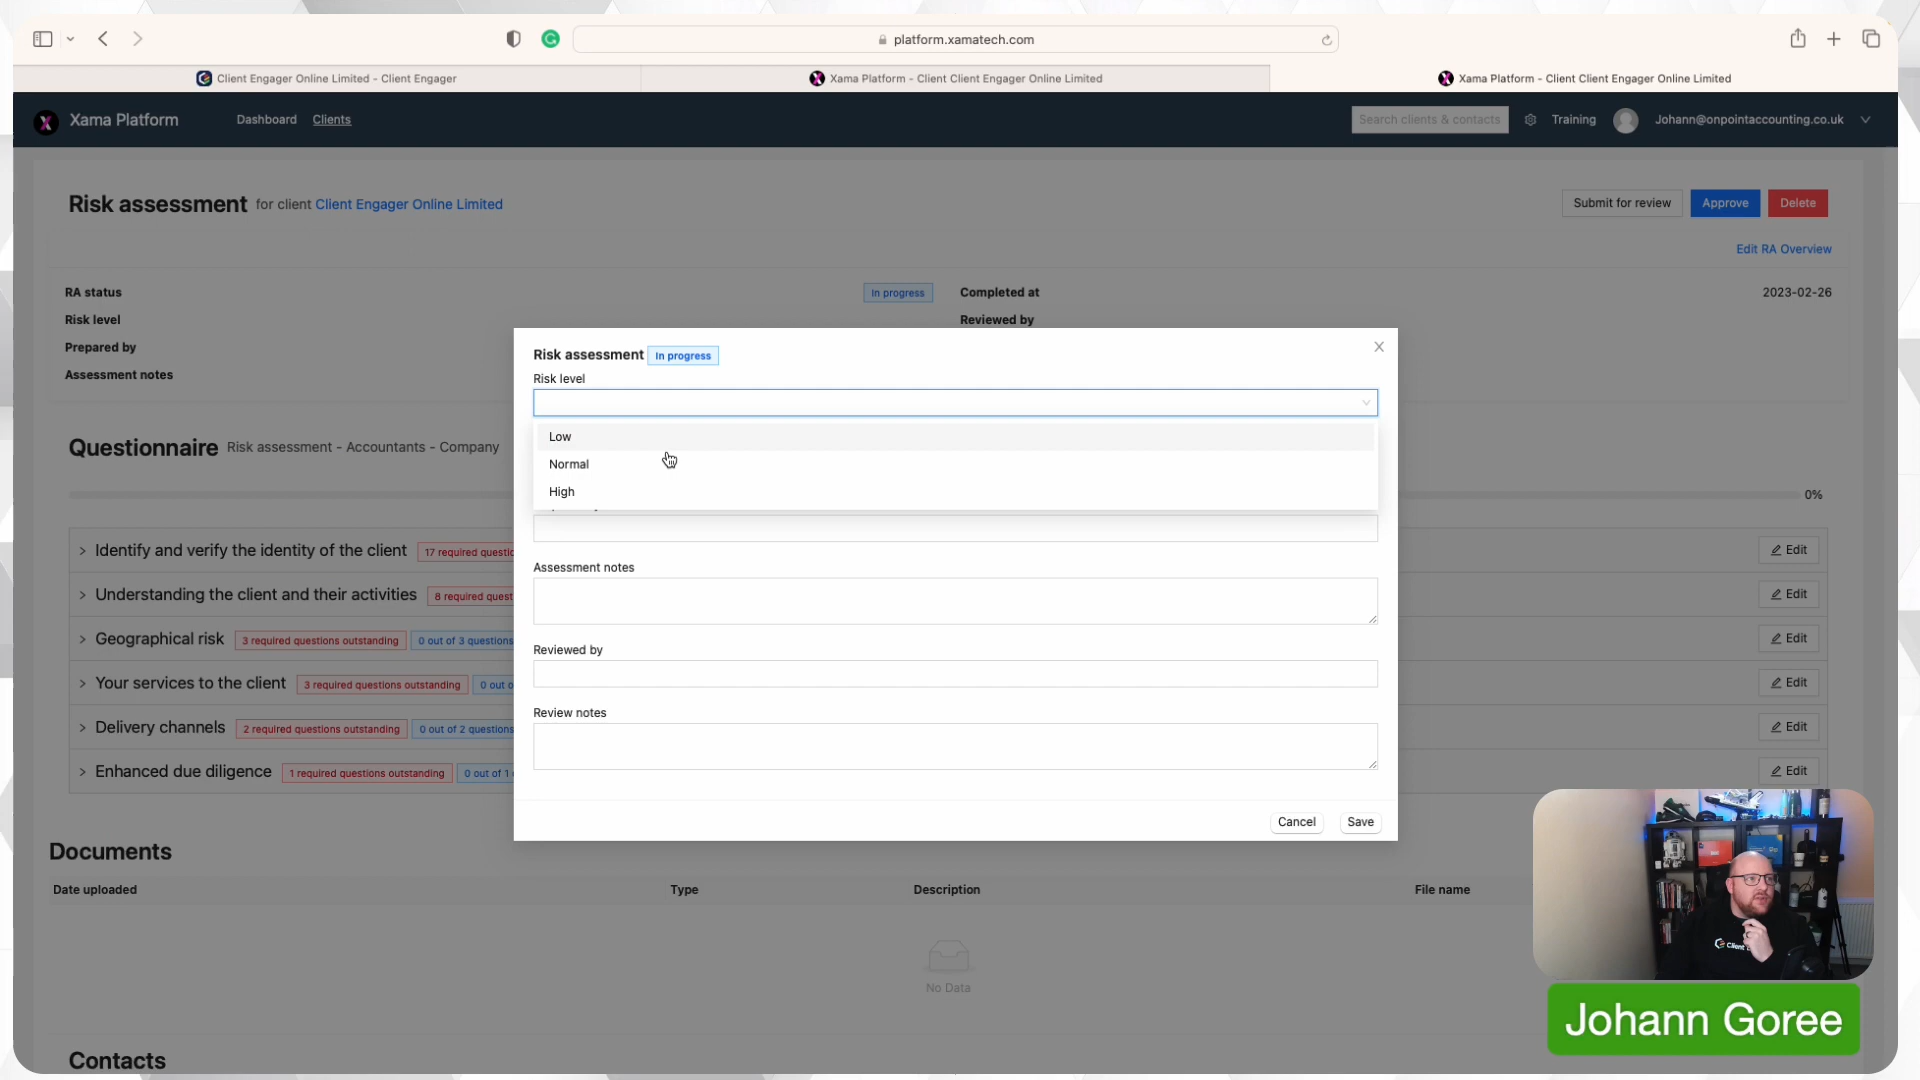 platform.xamatech.com
Client Engager Online Limited - Client Engager
Xama Platform - Client Client Engager Online Limited
Xama Platform - Client Client Engager Online Limited
Xama Platform
Dashboard
Clients
Search clients & contacts
Training
Johann@onpointaccounting.co.uk
Risk assessment for client Client Engager Online Limited
Submit for review
Approve
Delete
Edit RA Overview
RA status
In progress
Completed at
2023-02-26
Risk level
Reviewed by
Prepared by
Assessment notes
Risk assessment In progress
Risk level
Low
Normal
High
Assessment notes
Reviewed by
Review notes
Cancel
Save
Questionnaire Risk assessment - Accountants - Company
0%
Identify and verify the identity of the client 17 required
Edit
Understanding the client and their activities 8 required
Edit
Geographical risk 3 required questions outstanding 0 out of 3 questions
Edit
Your services to the client 3 required questions outstanding 0 out
Edit
Delivery channels 2 required questions outstanding 0 out of 2 questions
Edit
Enhanced due diligence 1 required questions outstanding 0 out of 1
Edit
Documents
Date uploaded
Type
Description
File name
No Data
Contacts
Client
Johann Goree